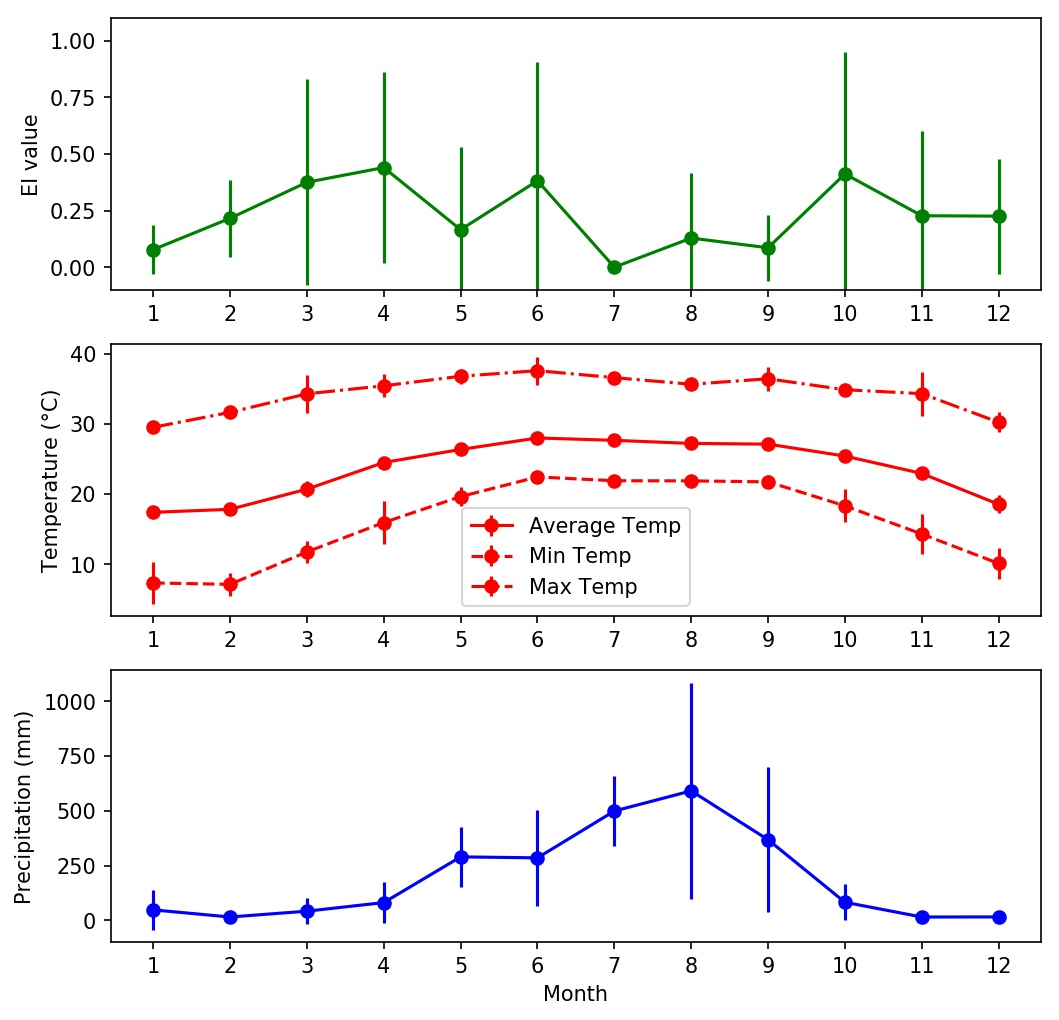 EI value
1.00
0.75
0.50
0.25
0.00
1 2 3 4 5 6 7 8 9 10 11 12
Temperature (°C)
40
30
20
10
Average Temp
Min Temp
Max Temp
1 2 3 4 5 6 7 8 9 10 11 12
Precipitation (mm)
1000
750
500
250
0
1 2 3 4 5 6 7 8 9 10 11 12
Month